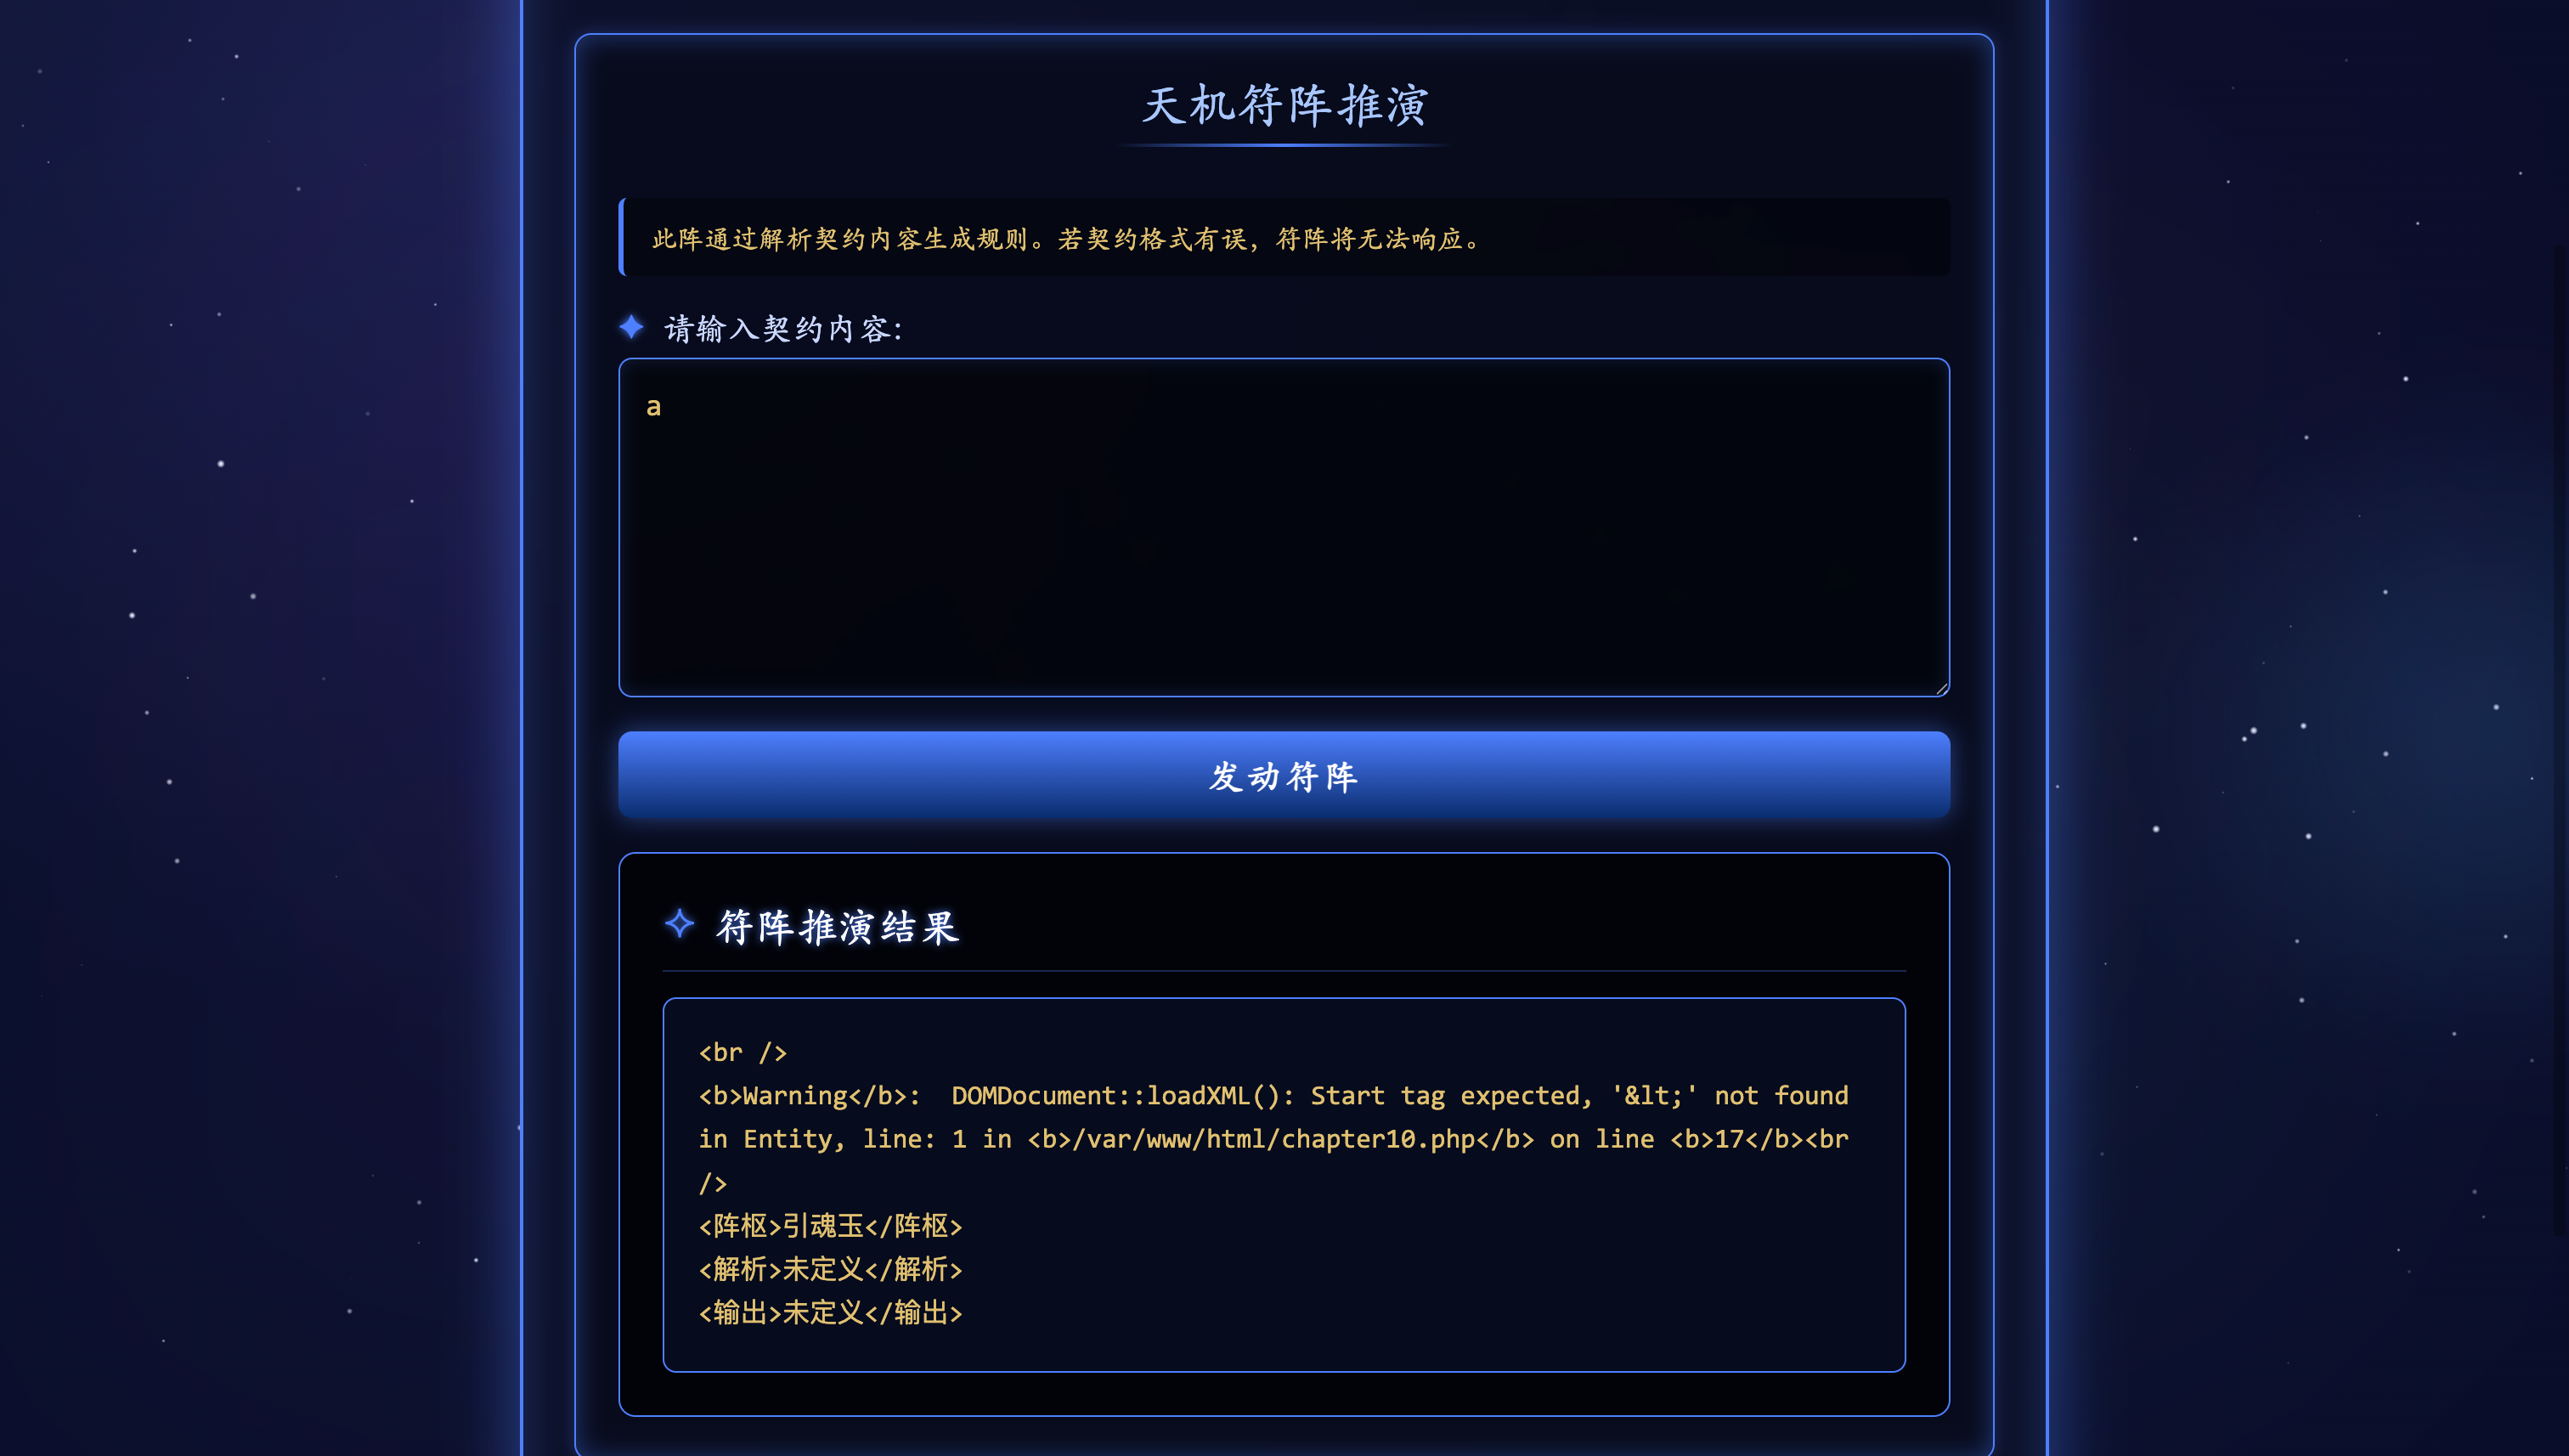 天机符阵推演
此阵通过解析契约内容生成规则。若契约格式有误，符阵将无法响应。
✦ 请输入契约内容：
a
发动符阵
✧ 符阵推演结果
<br />
<b>Warning</b>:  DOMDocument::loadXML(): Start tag expected, '&lt;' not found
in Entity, line: 1 in <b>/var/www/html/chapter10.php</b> on line <b>17</b><br
/>
<阵枢>引魂玉</阵枢>
<解析>未定义</解析>
<输出>未定义</输出>